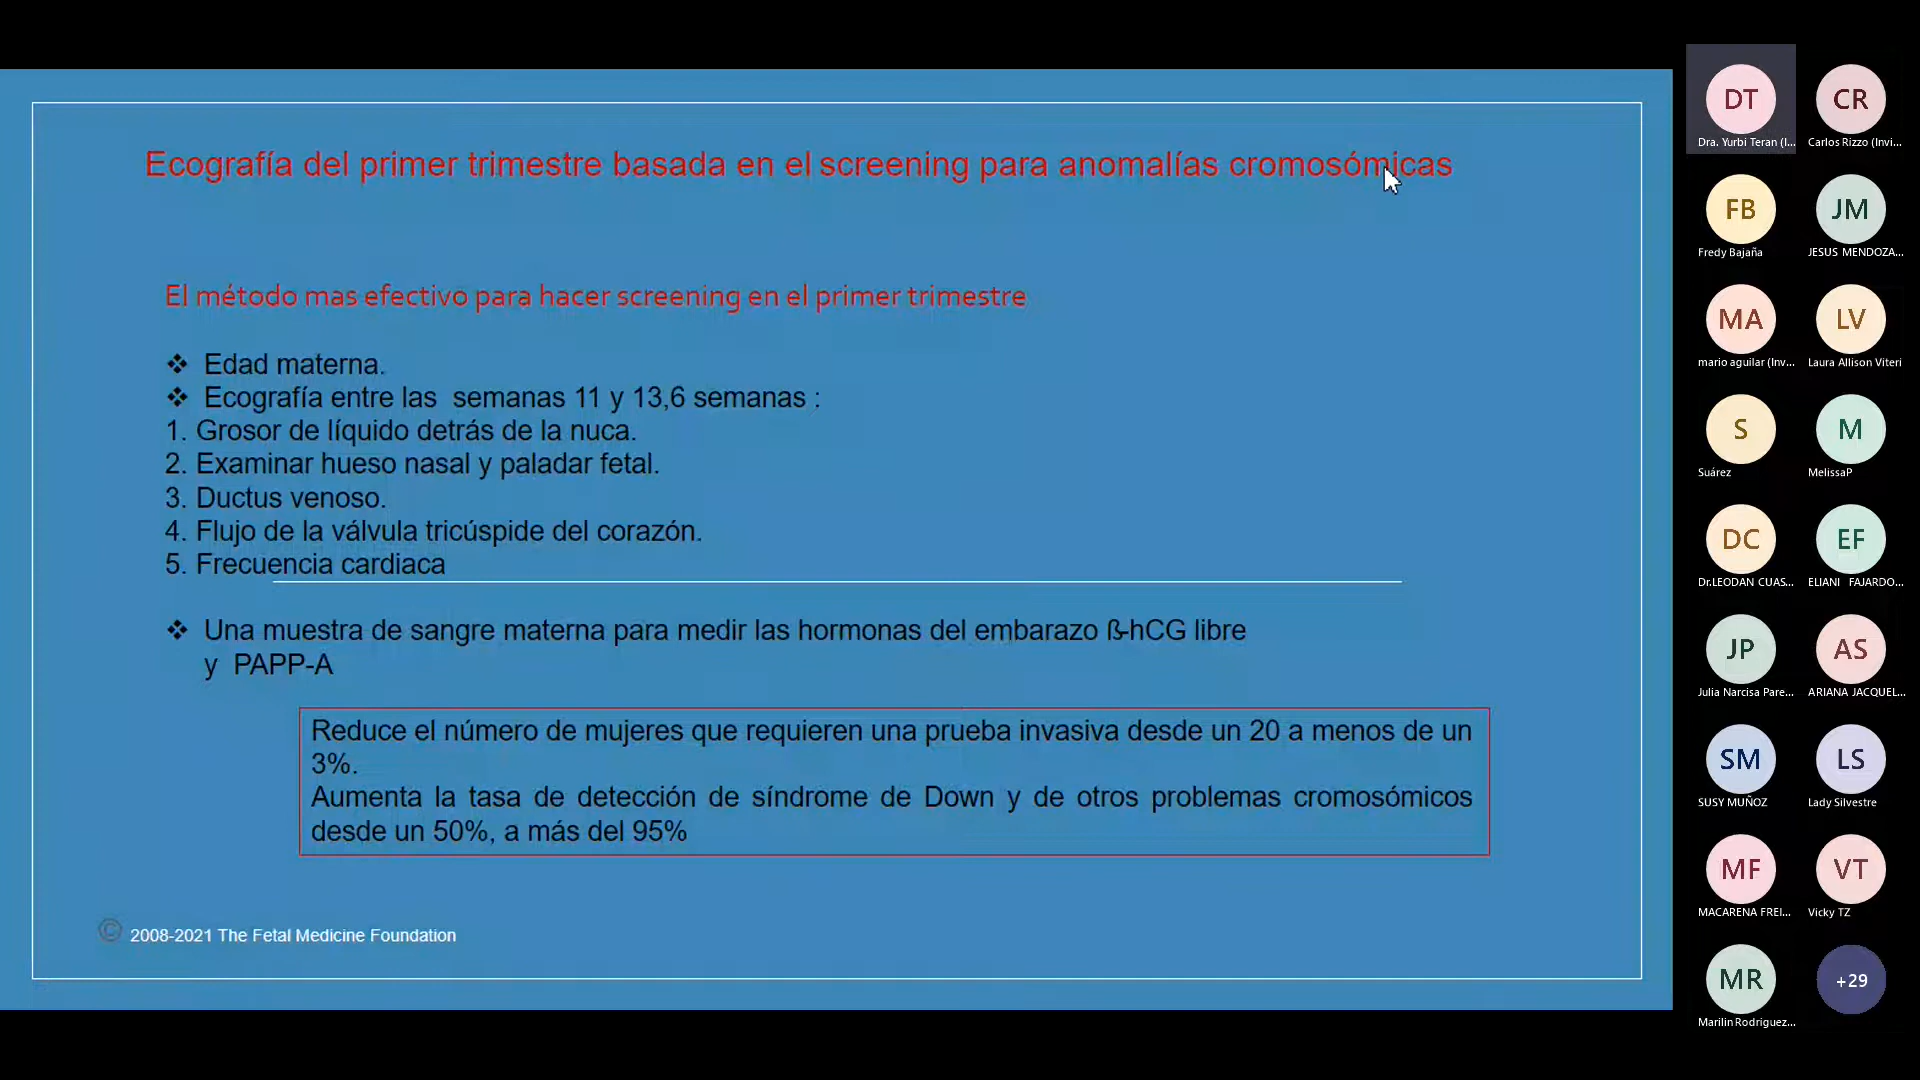 Ecografía del primer trimestre basada en el screening para anomalías cromosómicas
El método mas efectivo para hacer screening en el primer trimestre
❖ Edad materna.
❖ Ecografía entre las semanas 11 y 13,6 semanas :
1. Grosor de líquido detrás de la nuca.
2. Examinar hueso nasal y paladar fetal.
3. Ductus venoso.
4. Flujo de la válvula tricúspide del corazón.
5. Frecuencia cardiaca
❖ Una muestra de sangre materna para medir las hormonas del embarazo ß-hCG libre
y PAPP-A
Reduce el número de mujeres que requieren una prueba invasiva desde un 20 a menos de un
3%.
Aumenta la tasa de detección de síndrome de Down y de otros problemas cromosómicos
desde un 50%, a más del 95%
© 2008-2021 The Fetal Medicine Foundation
DT
Dra. Yurbi Teran (I...
CR
Carlos Rizzo (Invi...
FB
Fredy Bajaña
JM
JESUS MENDOZA...
MA
mario aguilar (Inv...
LV
Laura Allison Viteri
S
Suárez
M
MelissaP
DC
Dr.LEODAN CUAS...
EF
ELIANI FAJARDO...
JP
Julia Narcisa Pare...
AS
ARIANA JACQUEL...
SM
SUSY MUÑOZ
LS
Lady Silvestre
MF
MACARENA FREI...
VT
Vicky TZ
MR
Marilin Rodriguez...
+29